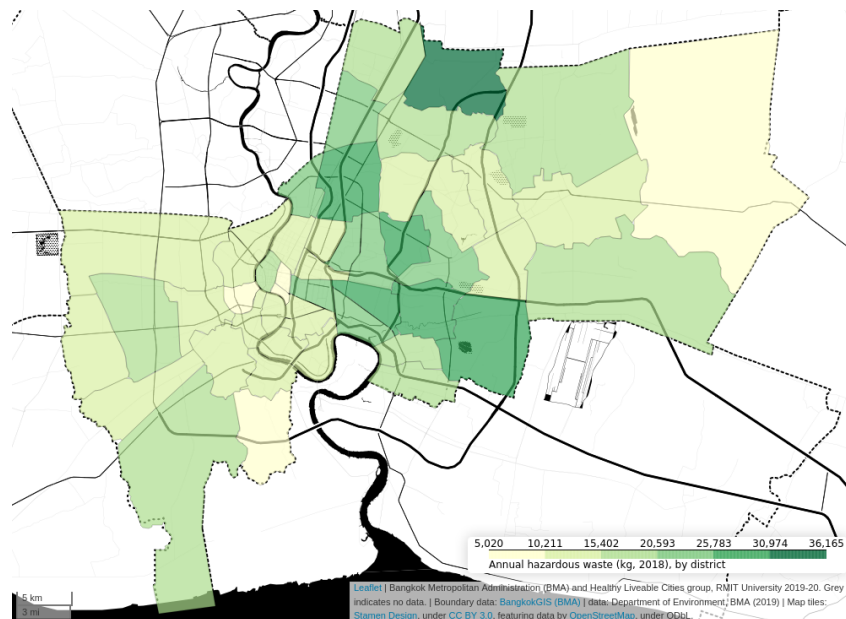 5,020 10,211 15,402 20,593 25,783 30,974 36,165
Annual hazardous waste (kg, 2018), by district
5 km
3 mi
Leaflet | Bangkok Metropolitan Administration (BMA) and Healthy Liveable Cities group, RMIT University 2019-20. Grey
indicates no data. | Boundary data: BangkokGIS (BMA) | data: Department of Environment, BMA (2019) | Map tiles:
Stamen Design, under CC BY 3.0, featuring data by OpenStreetMap, under ODbL.